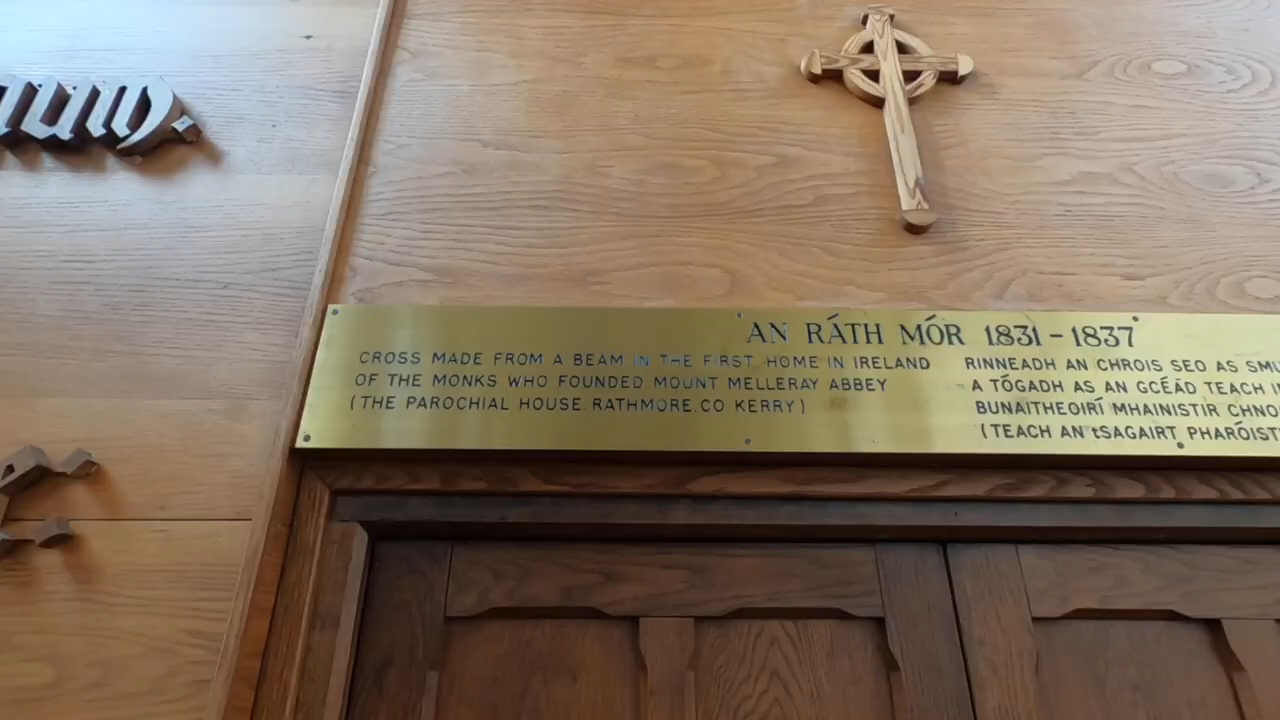 AN RÁTH MÓR 1831-1837
CROSS MADE FROM A BEAM IN THE FIRST HOME IN IRELAND
OF THE MONKS WHO FOUNDED MOUNT MELLERAY ABBEY
(THE PAROCHIAL HOUSE. RATHMORE. CO KERRY)
RINNEADH AN CHROIS SEO AS
A TÓGADH AS AN GCÉAD TEACH
BUNAITHEOIRÍ MHAINISTIR
(TEACH AN tSAGAIRT PHARÓISTE